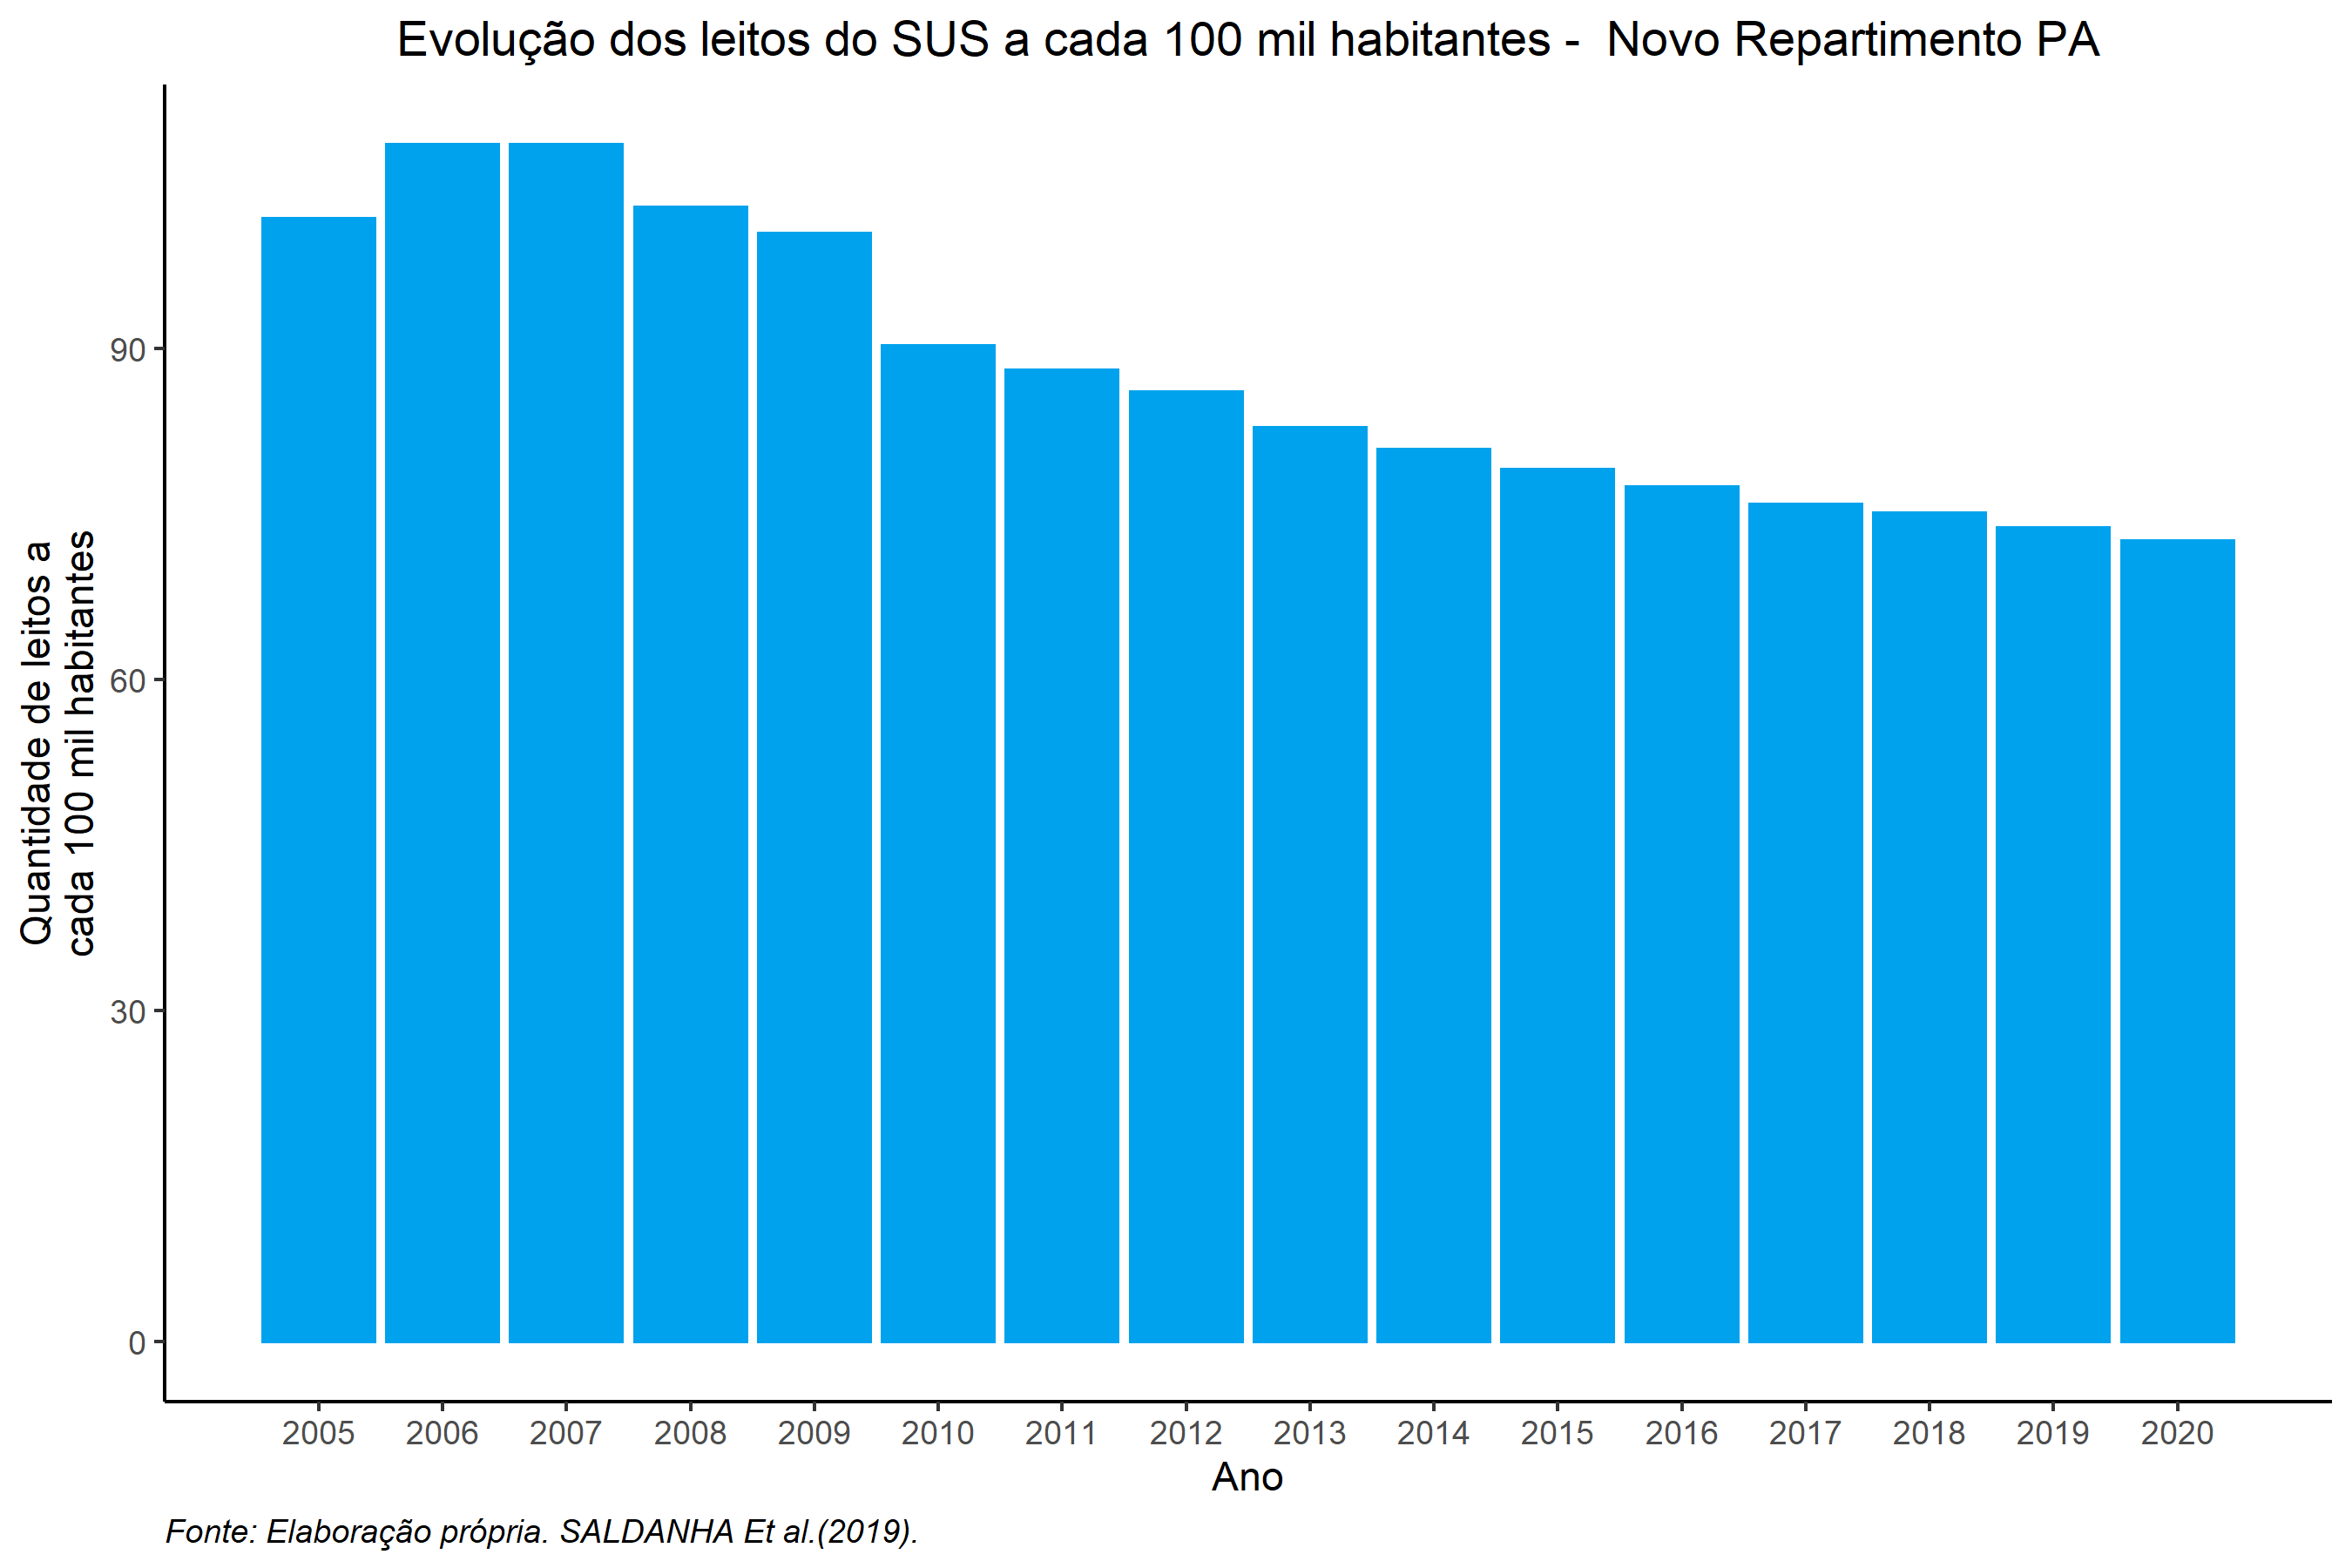 Evolução dos leitos do SUS a cada 100 mil habitantes -  Novo Repartimento PA
Quantidade de leitos a
cada 100 mil habitantes
90
60
30
0
2005 2006 2007 2008 2009 2010 2011 2012 2013 2014 2015 2016 2017 2018 2019 2020
Ano
Fonte: Elaboração própria. SALDANHA Et al.(2019).